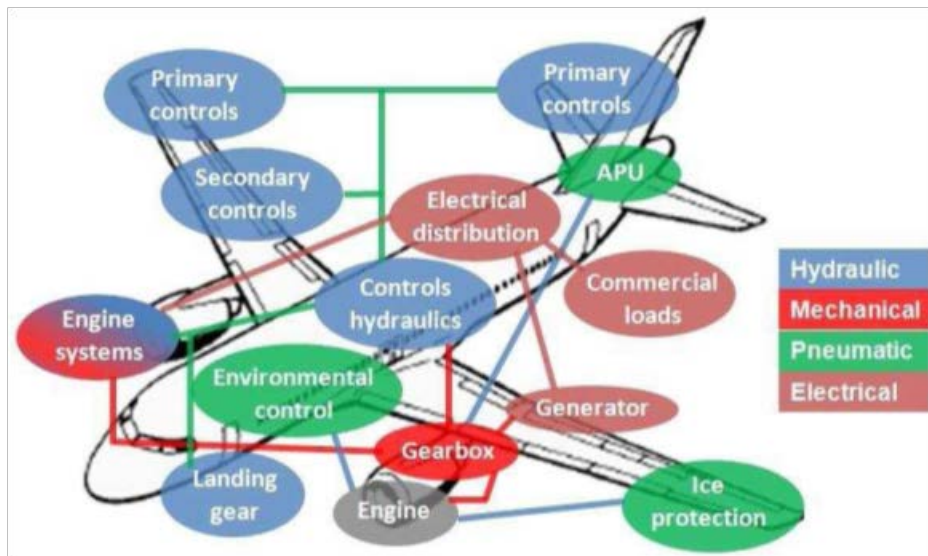 Primary
controls
Primary
controls
Secondary
controls
APU
Electrical
distribution
Commercial
loads
Controls
hydraulics
Engine
systems
Environmental
control
Generator
Gearbox
Landing
gear
Engine
Ice
protection
Hydraulic
Mechanical
Pneumatic
Electrical